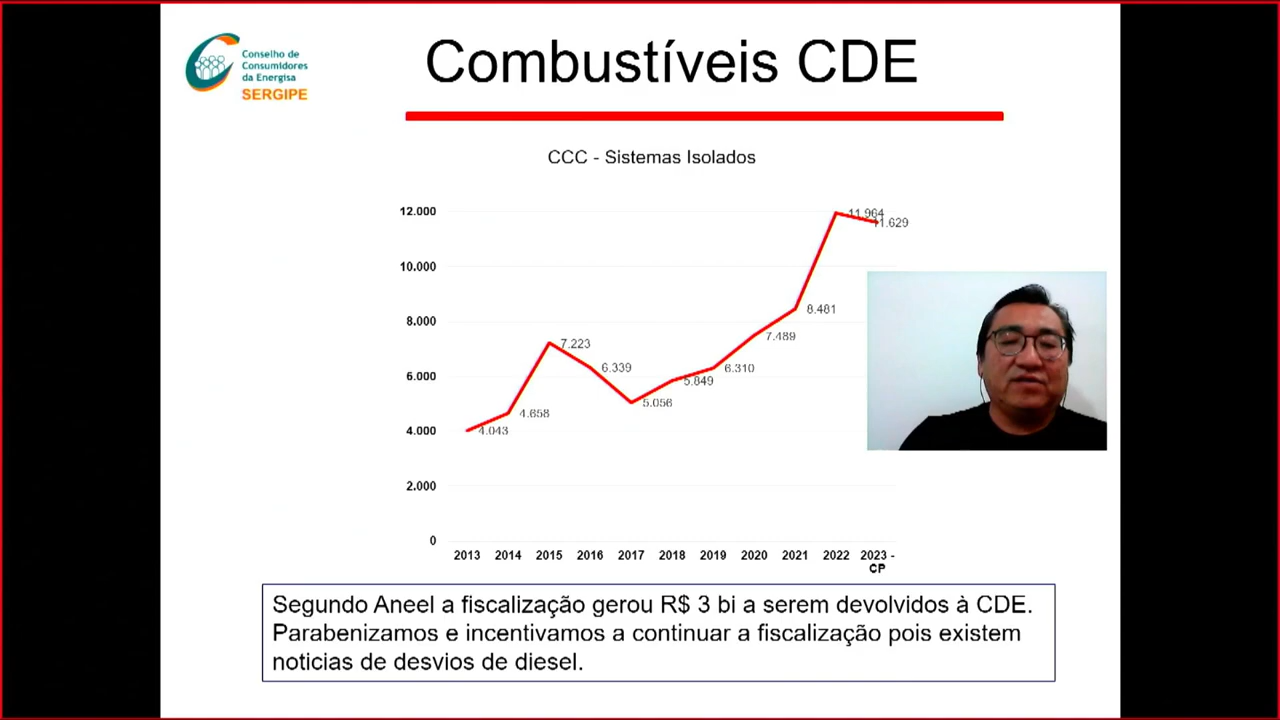 Conselho de
Consumidores
da Energisa
SERGIPE
Combustíveis CDE
CCC - Sistemas Isolados
12.000
10.000
8.000
6.000
4.000
2.000
0
4.043
4.658
7.223
6.339
5.056
5.849
6.310
7.489
8.481
11.964
11.629
2013 2014 2015 2016 2017 2018 2019 2020 2021 2022 2023 -
CP
Segundo Aneel a fiscalização gerou R$ 3 bi a serem devolvidos à CDE.
Parabenizamos e incentivamos a continuar a fiscalização pois existem
noticias de desvios de diesel.